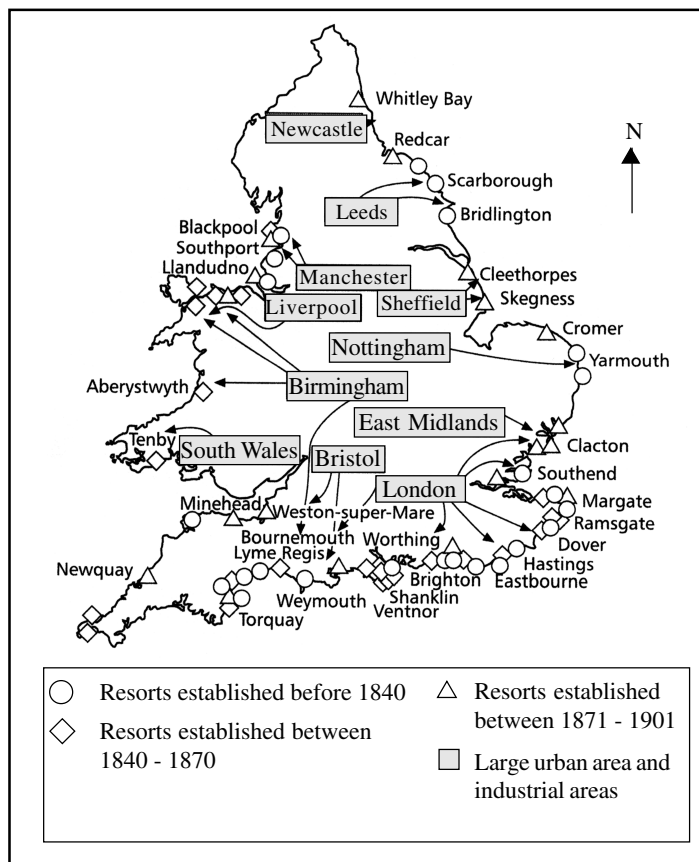 Whitley Bay
Newcastle
N
Redcar
Scarborough
Leeds
Bridlington
Blackpool
Southport
Llandudno
Manchester
Cleethorpes
Liverpool
Sheffield
Skegness
Cromer
Nottingham
Yarmouth
Aberystwyth
Birmingham
East Midlands
Tenby
Clacton
South Wales
Bristol
Southend
London
Minehead
Margate
Weston-super-Mare
Ramsgate
Bournemouth
Worthing
Dover
Lyme Regis
Hastings
Newquay
Brighton
Eastbourne
Weymouth
Shanklin
Ventnor
Torquay
Resorts established before 1840
Resorts established between
1840 - 1870
Resorts established
between 1871 - 1901
Large urban area and
industrial areas